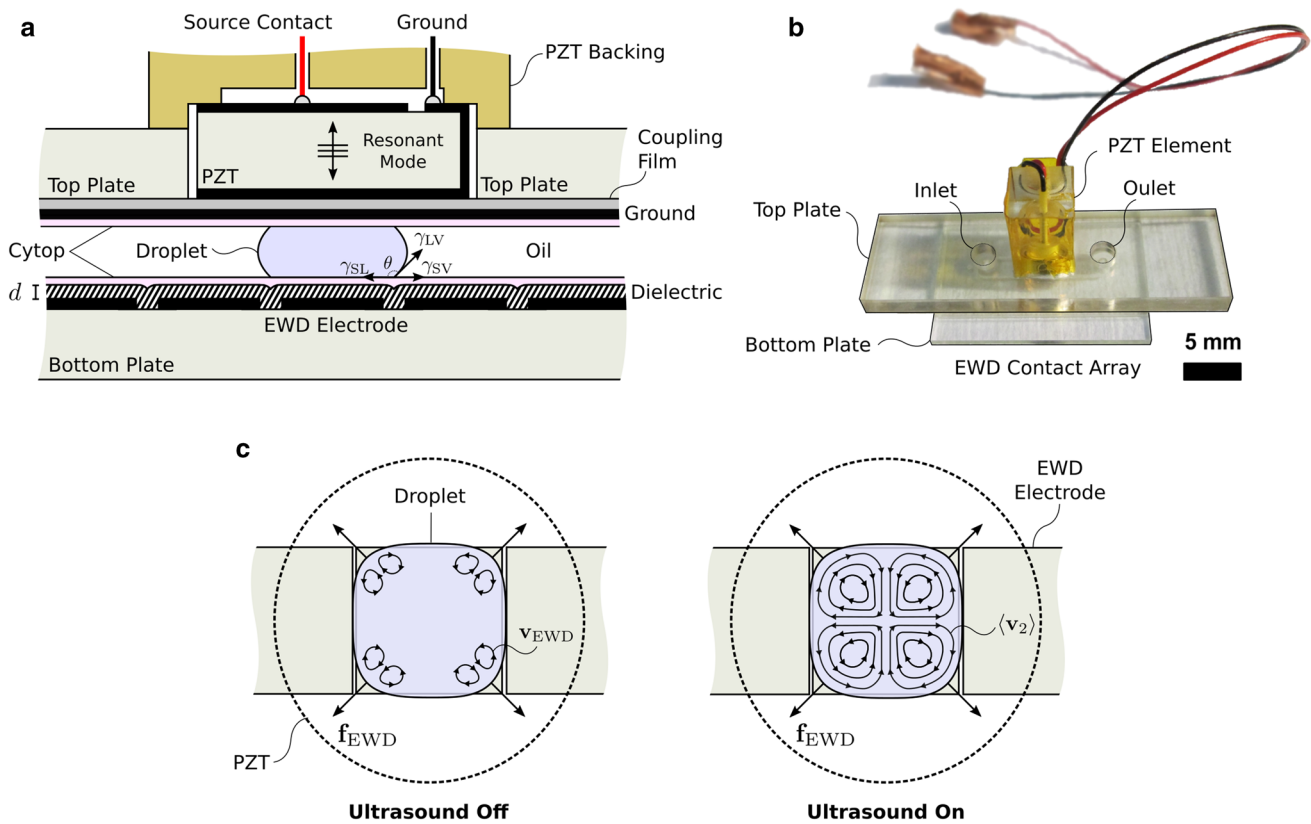 a
Source Contact
Ground
PZT Backing
Resonant
Mode
Coupling
Film
PZT
Top Plate
Top Plate
Ground
Cytop
Droplet
γLV
Oil
γSL
θ
γSV
d
Dielectric
EWD Electrode
Bottom Plate
b
PZT Element
Inlet
Oulet
Top Plate
Bottom Plate
5 mm
EWD Contact Array
c
Droplet
vEWD
fEWD
PZT
Ultrasound Off
EWD
Electrode
⟨v2⟩
fEWD
Ultrasound On